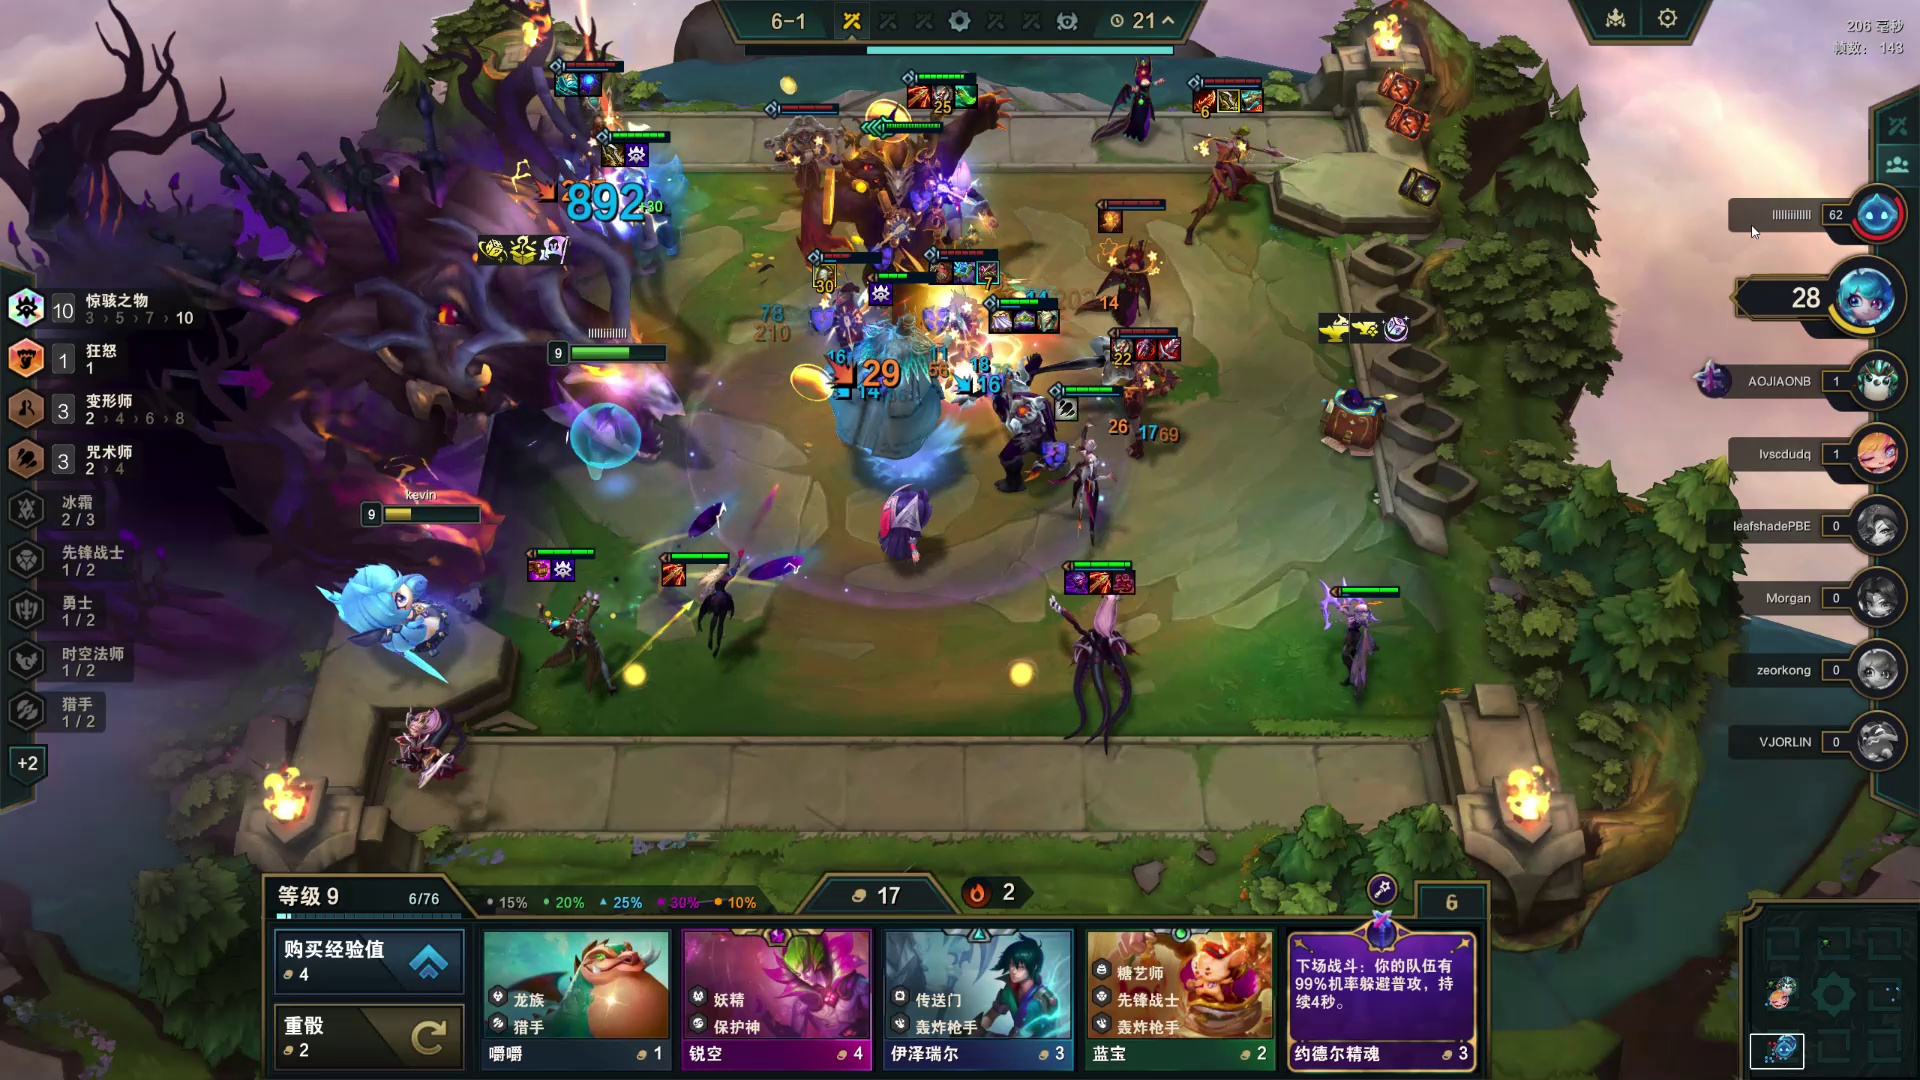 6-1
21
206 毫秒
帧数： 143
25
6
892
+30
30
7
78
210
14
22
16
29
11
56
18
16
14
14
26
17
69
llllliiiilllll
9
kevin
9
10
惊骇之物
3 › 5 › 7 › 10
1
狂怒
1
3
变形师
2 › 4 › 6 › 8
3
咒术师
2 › 4
冰霜
2 / 3
先锋战士
1 / 2
勇士
1 / 2
时空法师
1 / 2
猎手
1 / 2
+2
62
28
AOJIAONB
1
lvscdudq
1
leafshadePBE
0
Morgan
0
zeorkong
0
VJORLIN
0
等级 9
6/76
15%
20%
25%
30%
10%
17
2
6
购买经验值
4
重骰
2
龙族
猎手
嚼嚼
1
妖精
保护神
锐空
4
传送门
轰炸枪手
伊泽瑞尔
3
糖艺师
先锋战士
轰炸枪手
蓝宝
2
下场战斗：你的队伍有
99%机率躲避普攻，持
续4秒。
约德尔精魂
3